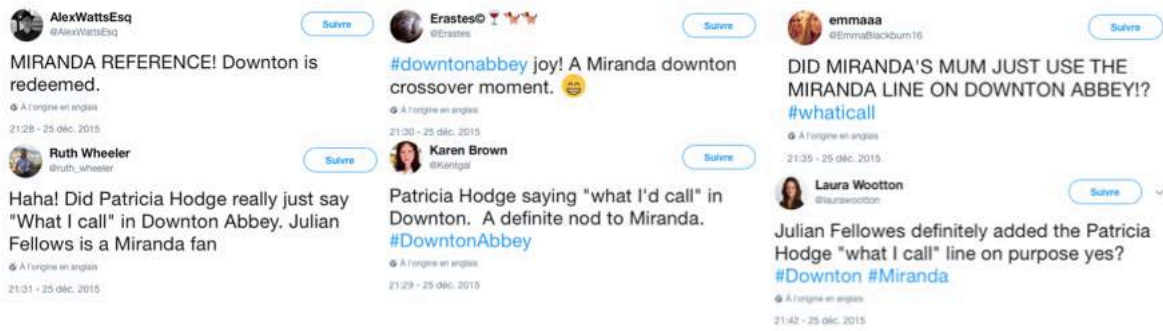 AlexWattsEsq
@AlexWattsEsq
Suivre
MIRANDA REFERENCE! Downton is
redeemed.
À l'origine en anglais
21:28 - 25 déc. 2015
Ruth Wheeler
@ruth_wheeler
Suivre
Haha! Did Patricia Hodge really just say
"What I call" in Downton Abbey. Julian
Fellows is a Miranda fan
À l'origine en anglais
21:31 - 25 déc. 2015
Erastes©
@Erastes
Suivre
#downtonabbey joy! A Miranda downton
crossover moment. 😁
À l'origine en anglais
21:30 - 25 déc. 2015
Karen Brown
@Kentgal
Suivre
Patricia Hodge saying "what I'd call" in
Downton. A definite nod to Miranda.
#DowntonAbbey
À l'origine en anglais
21:29 - 25 déc. 2015
emmaaa
@EmmaBlackburn16
Suivre
DID MIRANDA'S MUM JUST USE THE
MIRANDA LINE ON DOWNTON ABBEY!?
#whaticall
À l'origine en anglais
21:35 - 25 déc. 2015
Laura Wootton
@laurawootton
Suivre
Julian Fellowes definitely added the Patricia
Hodge "what I call" line on purpose yes?
#Downton #Miranda
À l'origine en anglais
21:42 - 25 déc. 2015